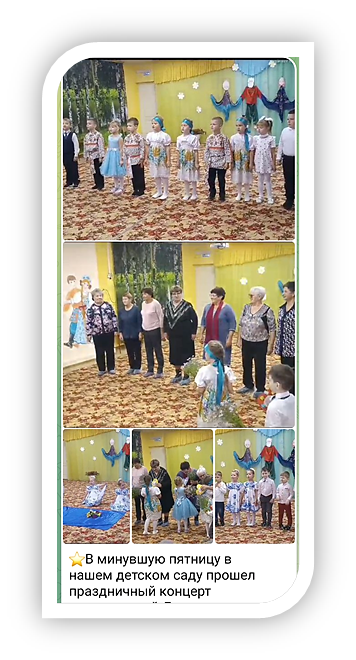 ⭐В минувшую пятницу в
нашем детском саду прошел
праздничный концерт